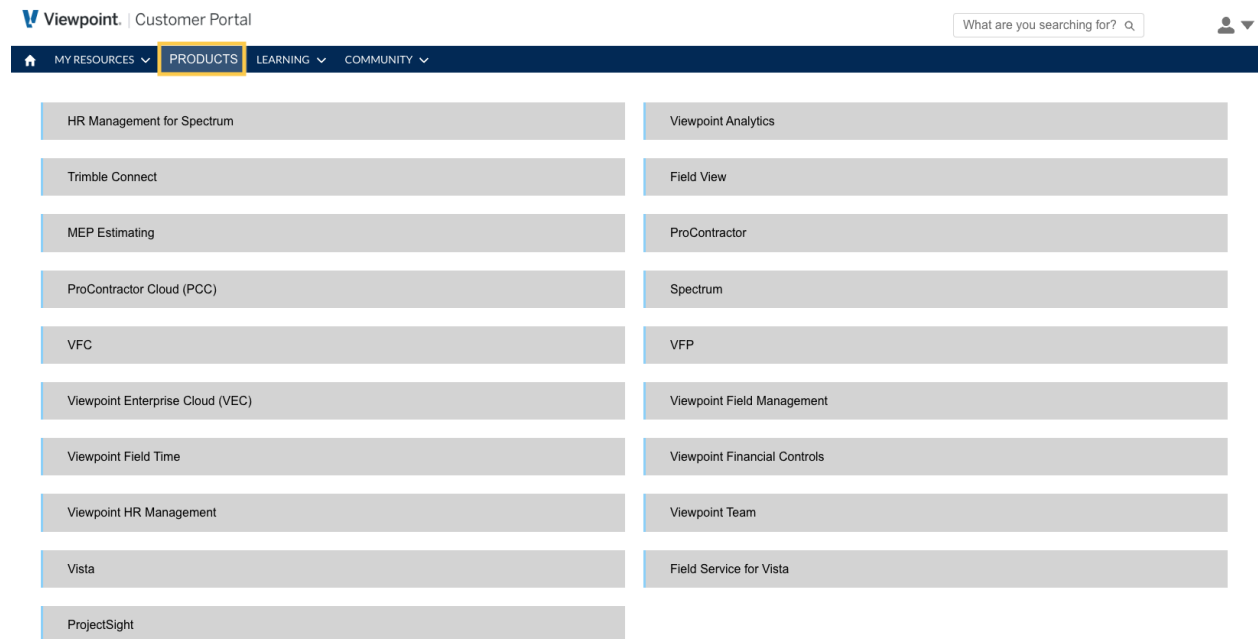 Viewpoint. | Customer Portal
What are you searching for?
MY RESOURCES PRODUCTS LEARNING COMMUNITY
HR Management for Spectrum
Viewpoint Analytics
Trimble Connect
Field View
MEP Estimating
ProContractor
ProContractor Cloud (PCC)
Spectrum
VFC
VFP
Viewpoint Enterprise Cloud (VEC)
Viewpoint Field Management
Viewpoint Field Time
Viewpoint Financial Controls
Viewpoint HR Management
Viewpoint Team
Vista
Field Service for Vista
ProjectSight